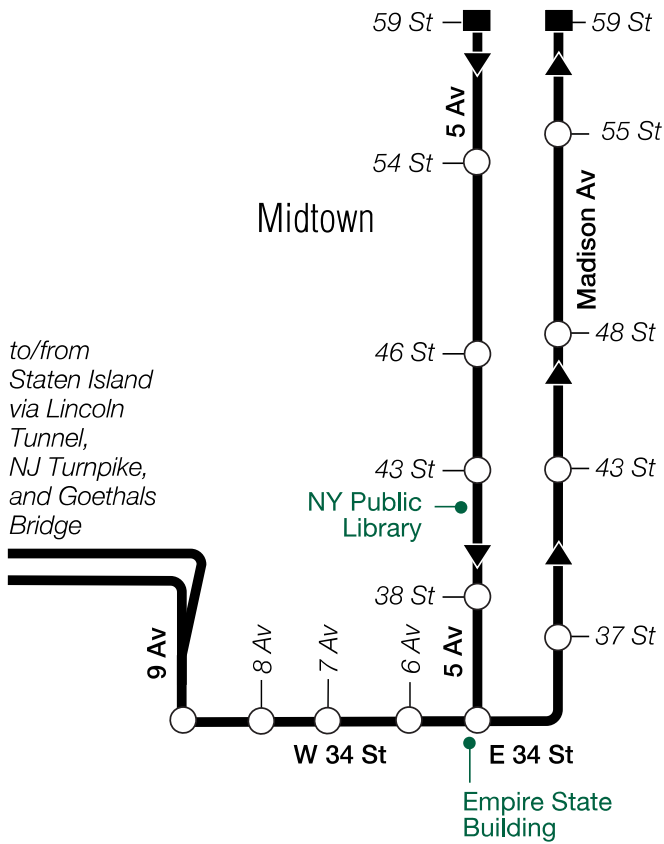 59 St
59 St
5 Av
55 St
54 St
Midtown
Madison Av
48 St
46 St
to/from
Staten Island
via Lincoln
Tunnel,
NJ Turnpike,
and Goethals
Bridge
43 St
43 St
NY Public
Library
38 St
37 St
9 Av
8 Av
7 Av
6 Av
5 Av
W 34 St
E 34 St
Empire State
Building